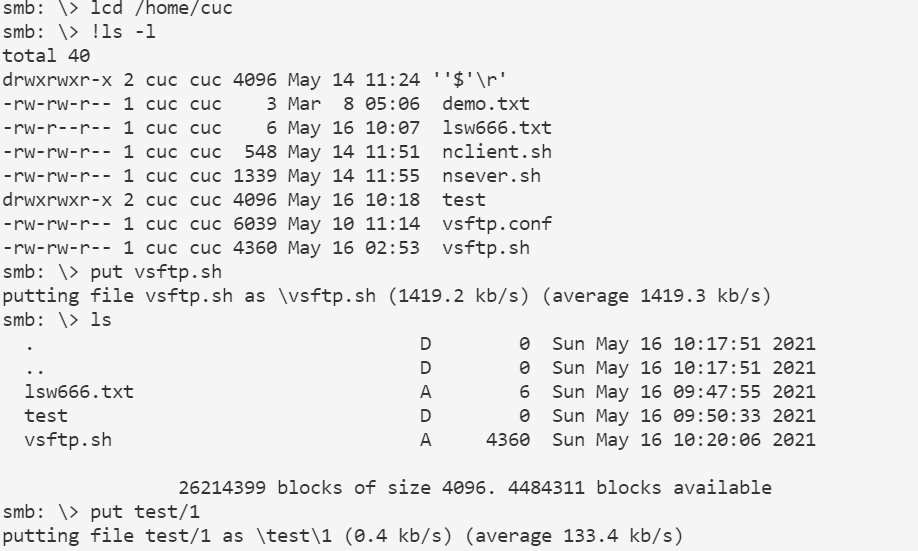 smb: \> lcd /home/cuc
smb: \> !ls -l
total 40
drwxrwxr-x 2 cuc cuc 4096 May 14 11:24 ''$'\r'
-rw-rw-r-- 1 cuc cuc    3 Mar  8 05:06  demo.txt
-rw-r--r-- 1 cuc cuc    6 May 16 10:07  lsw666.txt
-rw-rw-r-- 1 cuc cuc  548 May 14 11:51  nclient.sh
-rw-rw-r-- 1 cuc cuc 1339 May 14 11:55  nsever.sh
drwxrwxr-x 2 cuc cuc 4096 May 16 10:18  test
-rw-rw-r-- 1 cuc cuc 6039 May 10 11:14  vsftp.conf
-rw-rw-r-- 1 cuc cuc 4360 May 16 02:53  vsftp.sh
smb: \> put vsftp.sh
putting file vsftp.sh as \vsftp.sh (1419.2 kb/s) (average 1419.3 kb/s)
smb: \> ls
  .                                   D        0  Sun May 16 10:17:51 2021
  ..                                  D        0  Sun May 16 10:17:51 2021
  lsw666.txt                          A        6  Sun May 16 09:47:55 2021
  test                                D        0  Sun May 16 09:50:33 2021
  vsftp.sh                            A     4360  Sun May 16 10:20:06 2021
                26214399 blocks of size 4096. 4484311 blocks available
smb: \> put test/1
putting file test/1 as \test\1 (0.4 kb/s) (average 133.4 kb/s)